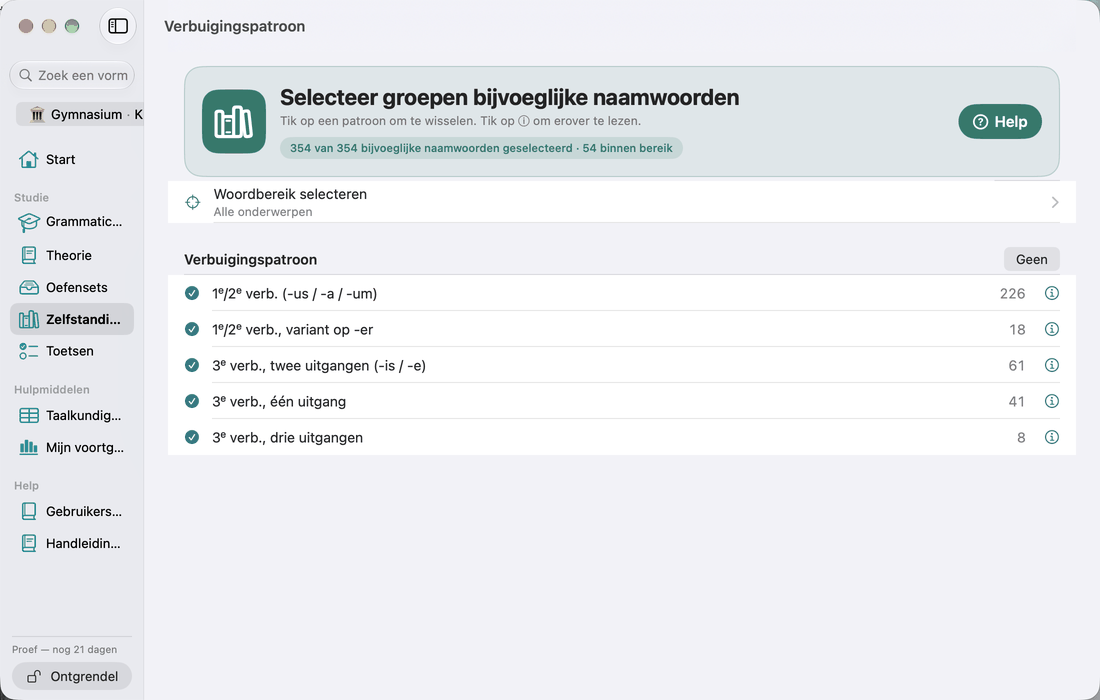 Verbuigingspatroon
Zoek een vorm
Gymnasium · K
Start
Studie
Grammatic...
Theorie
Oefensets
Zelfstandi...
Toetsen
Hulpmiddelen
Taalkundig...
Mijn voortg...
Help
Gebruikers...
Handleidin...
Proef — nog 21 dagen
Ontgrendel
Selecteer groepen bijvoeglijke naamwoorden
Tik op een patroon om te wisselen. Tik op ⓘ om erover te lezen.
354 van 354 bijvoeglijke naamwoorden geselecteerd · 54 binnen bereik
Help
Woordbereik selecteren
Alle onderwerpen
Verbuigingspatroon Geen
1ᵉ/2ᵉ verb. (-us / -a / -um) 226
1ᵉ/2ᵉ verb., variant op -er 18
3ᵉ verb., twee uitgangen (-is / -e) 61
3ᵉ verb., één uitgang 41
3ᵉ verb., drie uitgangen 8